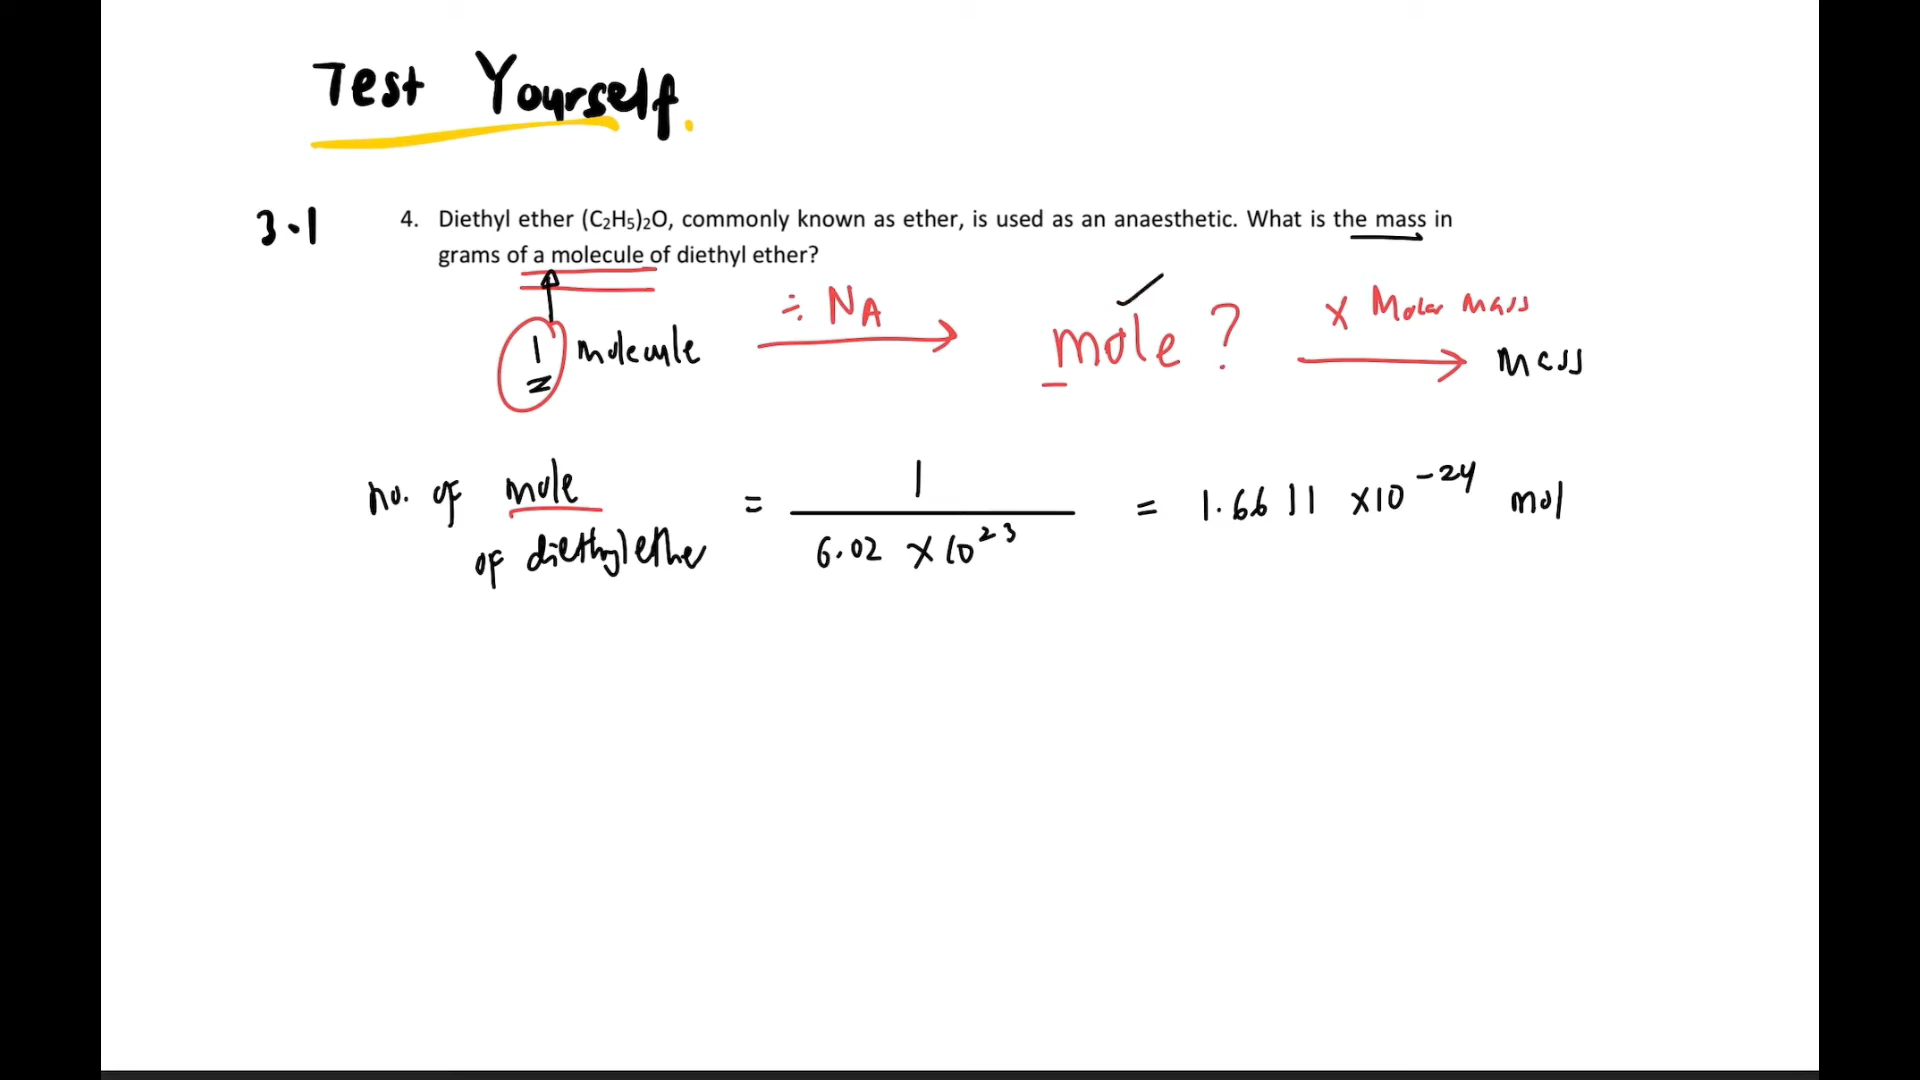 Test Yourself.
3.1
4. Diethyl ether (C₂H₅)₂O, commonly known as ether, is used as an anaesthetic. What is the mass in
grams of a molecule of diethyl ether?
÷ NA
x Molar Mass
1 molecule
mole ?
mass
no. of mole
of diethylether
= 1 / 6.02 x 10²³ = 1.6611 x10⁻²⁴ mol